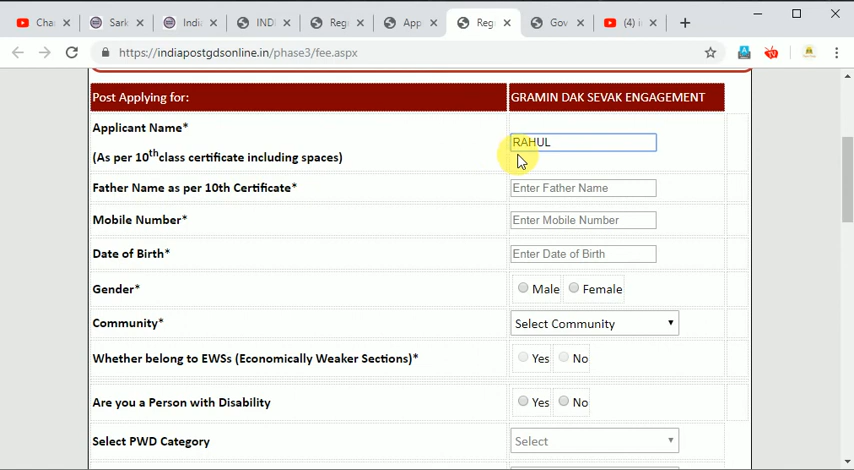 Cha
Sark
India
INDI
Reg
App
Reg
Gov
(4) i
https://indiapostgdsonline.in/phase3/fee.aspx
Post Applying for:
GRAMIN DAK SEVAK ENGAGEMENT
Applicant Name*
(As per 10thclass certificate including spaces)
RAHUL
Father Name as per 10th Certificate*
Enter Father Name
Mobile Number*
Enter Mobile Number
Date of Birth*
Enter Date of Birth
Gender*
Male Female
Community*
Select Community
Whether belong to EWSs (Economically Weaker Sections)*
Yes No
Are you a Person with Disability
Yes No
Select PWD Category
Select